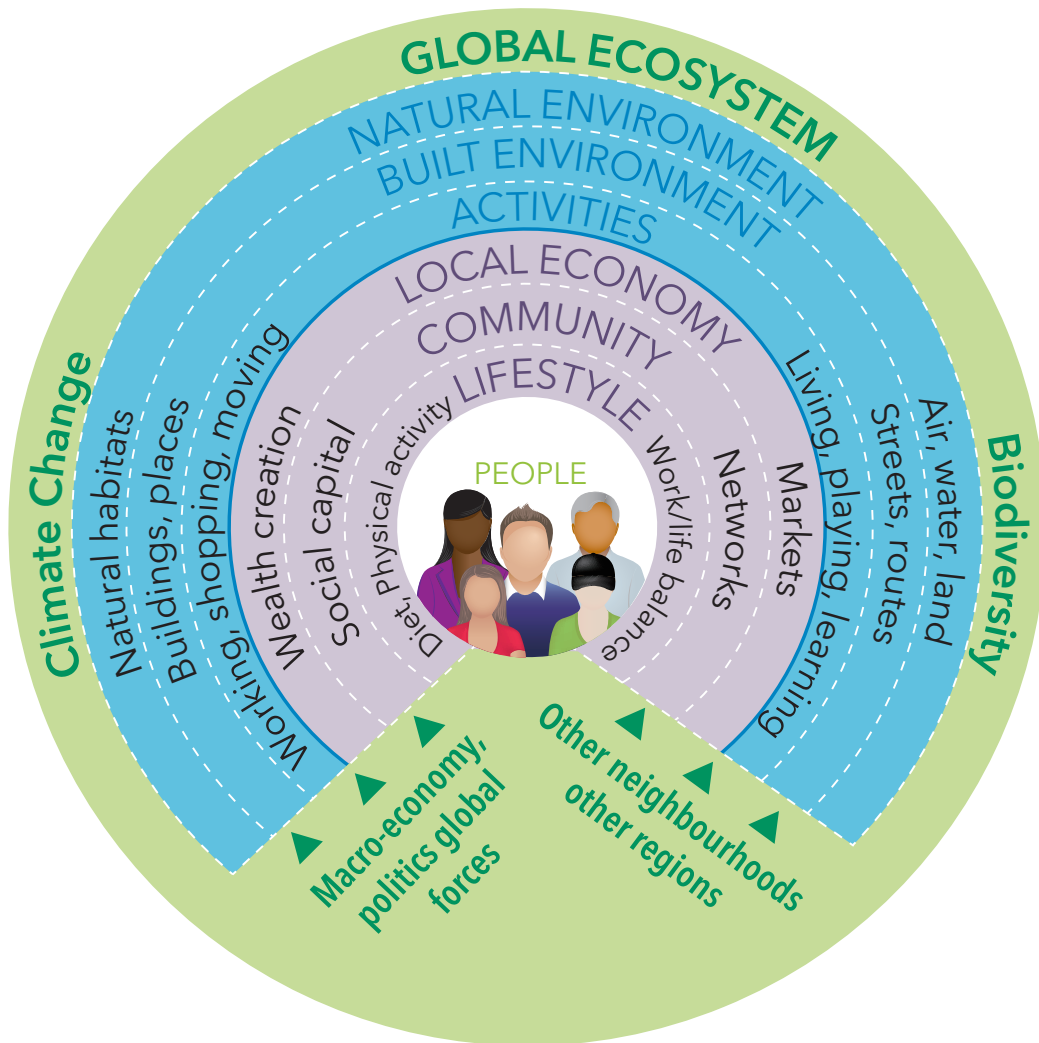 GLOBAL ECOSYSTEM
NATURAL ENVIRONMENT
BUILT ENVIRONMENT
ACTIVITIES
LOCAL ECONOMY
COMMUNITY
LIFESTYLE
PEOPLE
Climate Change
Natural habitats
Buildings, places
Working, shopping, moving
Wealth creation
Social capital
Diet, Physical activity
Work/life balance
Networks
Markets
Living, playing, learning
Streets, routes
Air, water, land
Biodiversity
Macro-economy,
politics global
forces
Other neighbourhoods
other regions